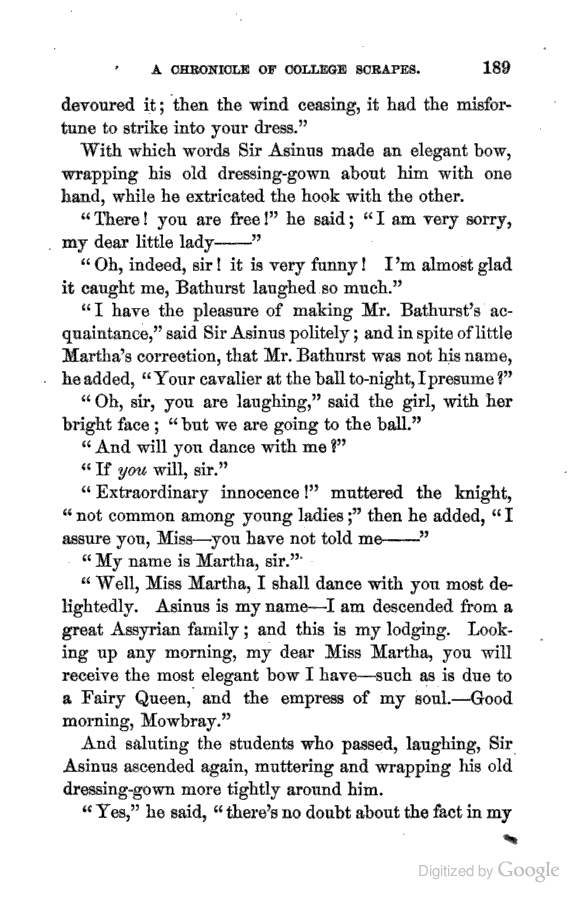 A CHRONICLE OF COLLEGE SCRAPES. 189
devoured it; then the wind ceasing, it had the misfor-
tune to strike into your dress.”
With which words Sir Asinus made an elegant bow,
wrapping his old dressing-gown about him with one
hand, while he extricated the hook with the other.
“There! you are free!” he said; “I am very sorry,
my dear little lady——”
“Oh, indeed, sir! it is very funny! I’m almost glad
it caught me, Bathurst laughed so much.”
“I have the pleasure of making Mr. Bathurst’s ac-
quaintance,” said Sir Asinus politely; and in spite of little
Martha’s correction, that Mr. Bathurst was not his name,
he added, “Your cavalier at the ball to-night, I presume?”
“Oh, sir, you are laughing,” said the girl, with her
bright face; “but we are going to the ball.”
“And will you dance with me?”
“If you will, sir.”
“Extraordinary innocence!” muttered the knight,
“not common among young ladies;” then he added, “I
assure you, Miss—you have not told me——”
“My name is Martha, sir.”
“Well, Miss Martha, I shall dance with you most de-
lightedly. Asinus is my name—I am descended from a
great Assyrian family; and this is my lodging. Look-
ing up any morning, my dear Miss Martha, you will
receive the most elegant bow I have—such as is due to
a Fairy Queen, and the empress of my soul.—Good
morning, Mowbray.”
And saluting the students who passed, laughing, Sir
Asinus ascended again, muttering and wrapping his old
dressing-gown more tightly around him.
“Yes,” he said, “there’s no doubt about the fact in my
Digitized by Google